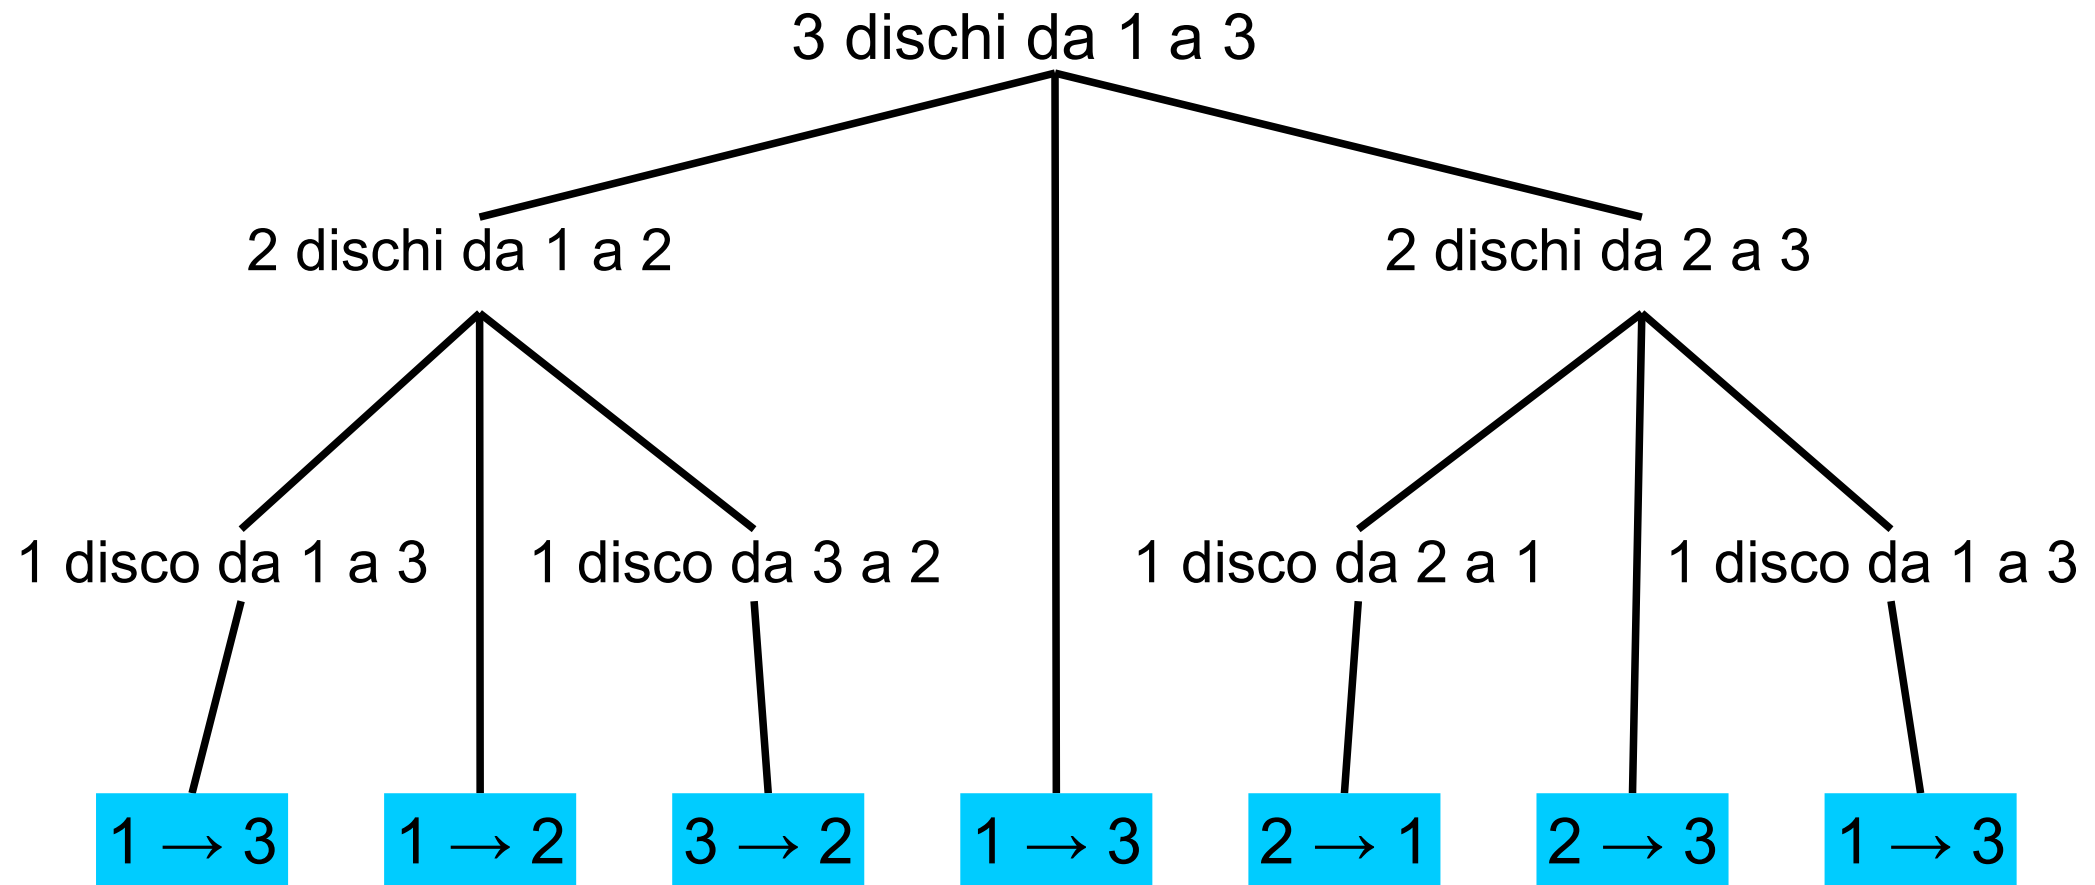 3 dischi da 1 a 3
2 dischi da 1 a 2
2 dischi da 2 a 3
1 disco da 1 a 3
1 disco da 3 a 2
1 disco da 2 a 1
1 disco da 1 a 3
1 → 3
1 → 2
3 → 2
1 → 3
2 → 1
2 → 3
1 → 3